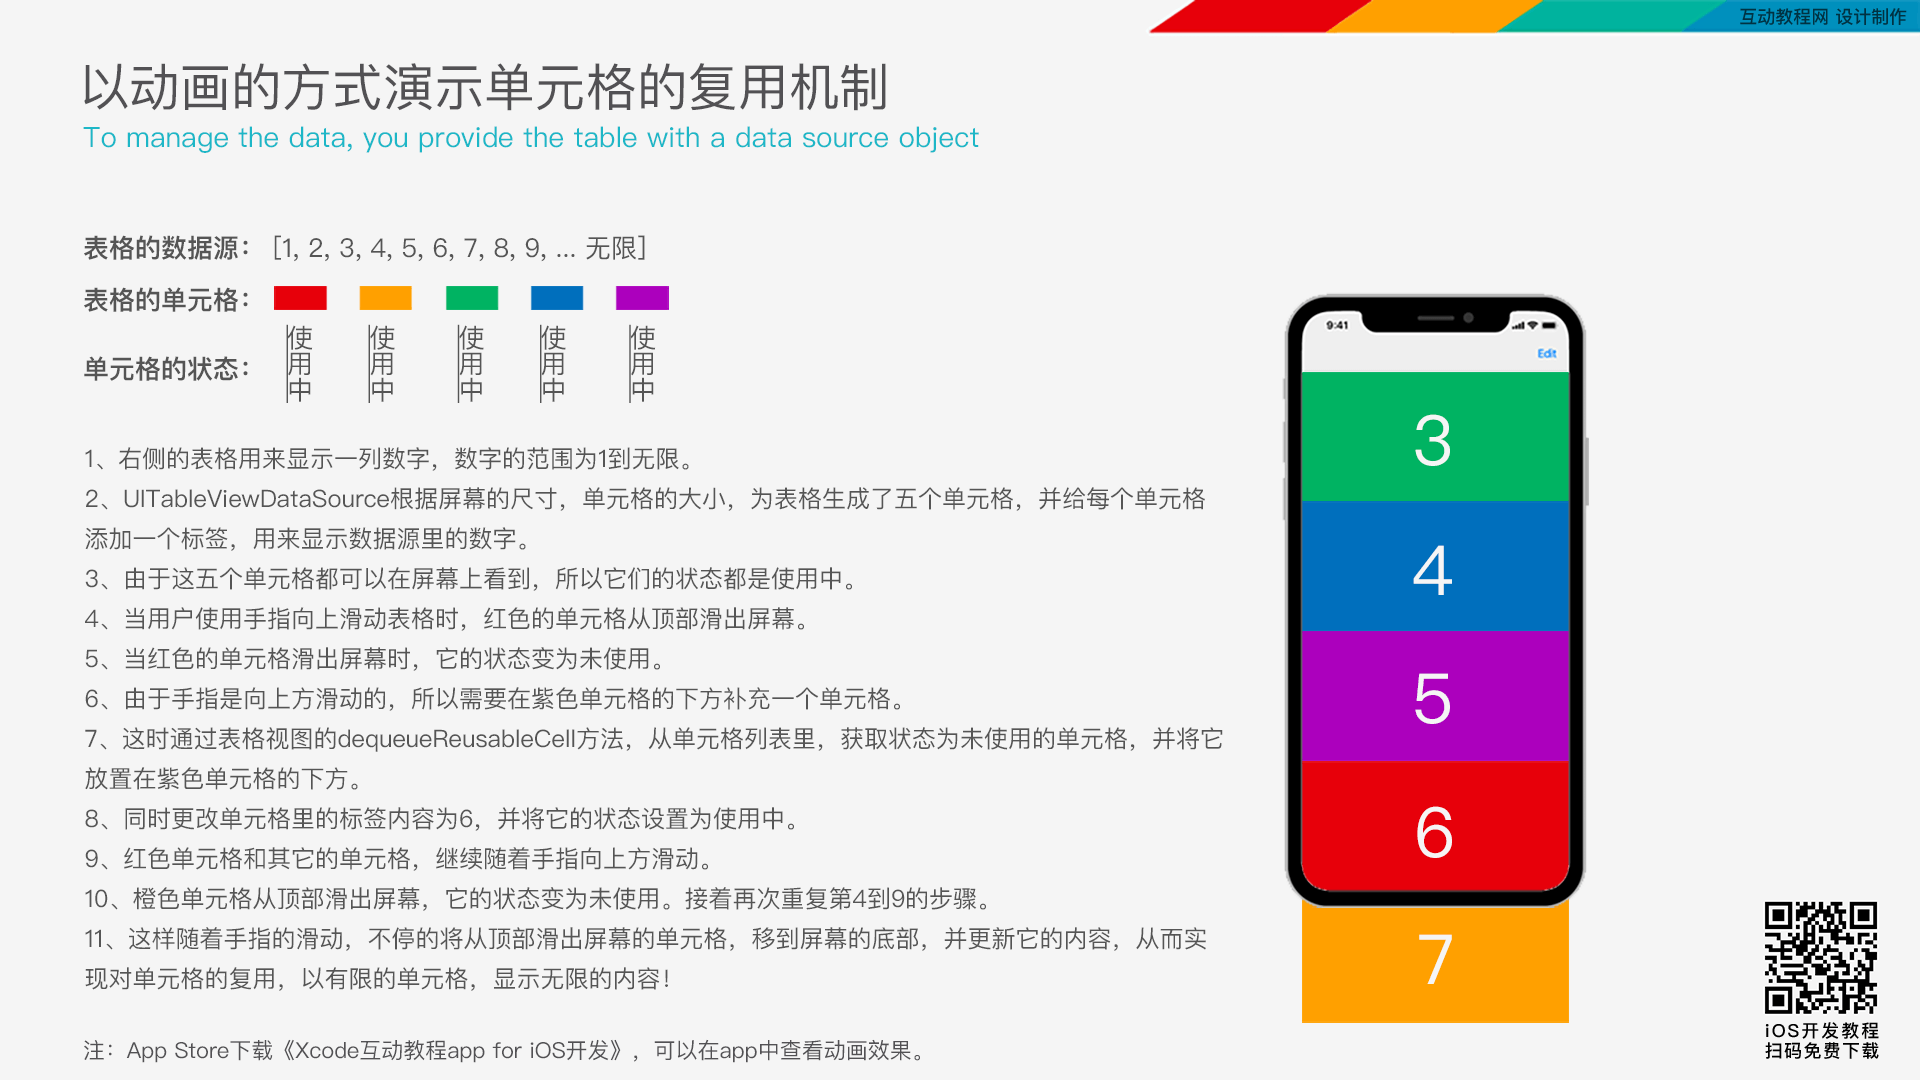 互动教程网 设计制作
以动画的方式演示单元格的复用机制
To manage the data, you provide the table with a data source object
表格的数据源： [1, 2, 3, 4, 5, 6, 7, 8, 9, ... 无限]
表格的单元格：
单元格的状态： 使用中 使用中 使用中 使用中 使用中
1、右侧的表格用来显示一列数字，数字的范围为1到无限。
2、UITableViewDataSource根据屏幕的尺寸，单元格的大小，为表格生成了五个单元格，并给每个单元格
添加一个标签，用来显示数据源里的数字。
3、由于这五个单元格都可以在屏幕上看到，所以它们的状态都是使用中。
4、当用户使用手指向上滑动表格时，红色的单元格从顶部滑出屏幕。
5、当红色的单元格滑出屏幕时，它的状态变为未使用。
6、由于手指是向上方滑动的，所以需要在紫色单元格的下方补充一个单元格。
7、这时通过表格视图的dequeueReusableCell方法，从单元格列表里，获取状态为未使用的单元格，并将它
放置在紫色单元格的下方。
8、同时更改单元格里的标签内容为6，并将它的状态设置为使用中。
9、红色单元格和其它的单元格，继续随着手指向上方滑动。
10、橙色单元格从顶部滑出屏幕，它的状态变为未使用。接着再次重复第4到9的步骤。
11、这样随着手指的滑动，不停的将从顶部滑出屏幕的单元格，移到屏幕的底部，并更新它的内容，从而实
现对单元格的复用，以有限的单元格，显示无限的内容！
注：App Store下载《Xcode互动教程app for iOS开发》，可以在app中查看动画效果。
9:41
Edit
3
4
5
6
7
iOS开发教程
扫码免费下载